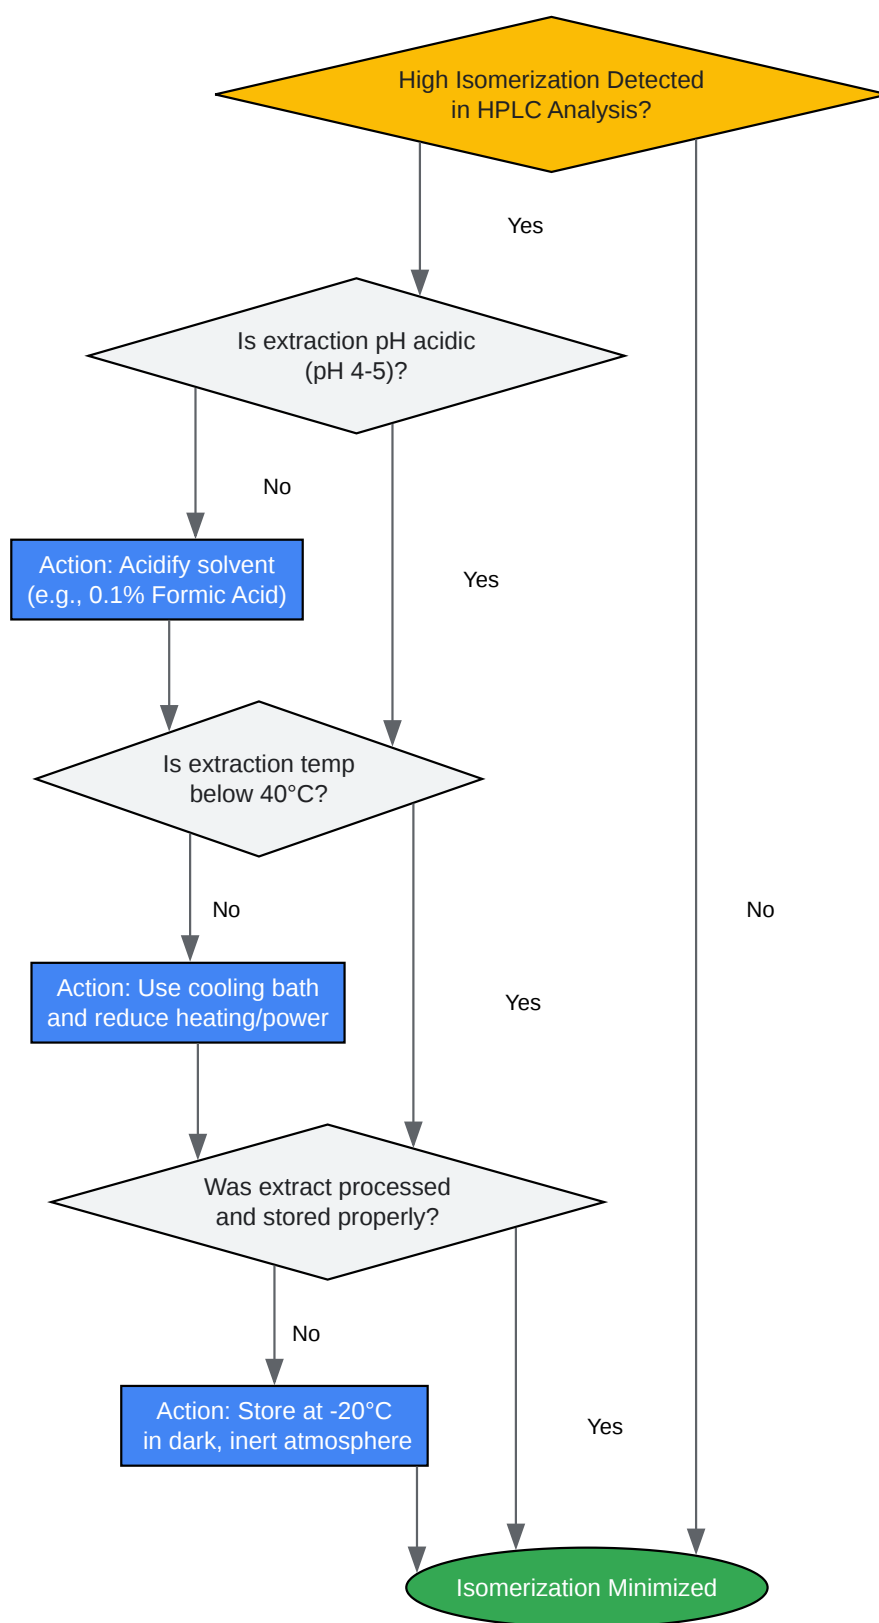 High Isomerization Detected
in HPLC Analysis?
Yes
Is extraction pH acidic
(pH 4-5)?
No
Action: Acidify solvent
(e.g., 0.1% Formic Acid)
Yes
Is extraction temp
below 40°C?
No
No
Action: Use cooling bath
and reduce heating/power
Yes
Was extract processed
and stored properly?
No
Action: Store at -20°C
in dark, inert atmosphere
Yes
Isomerization Minimized